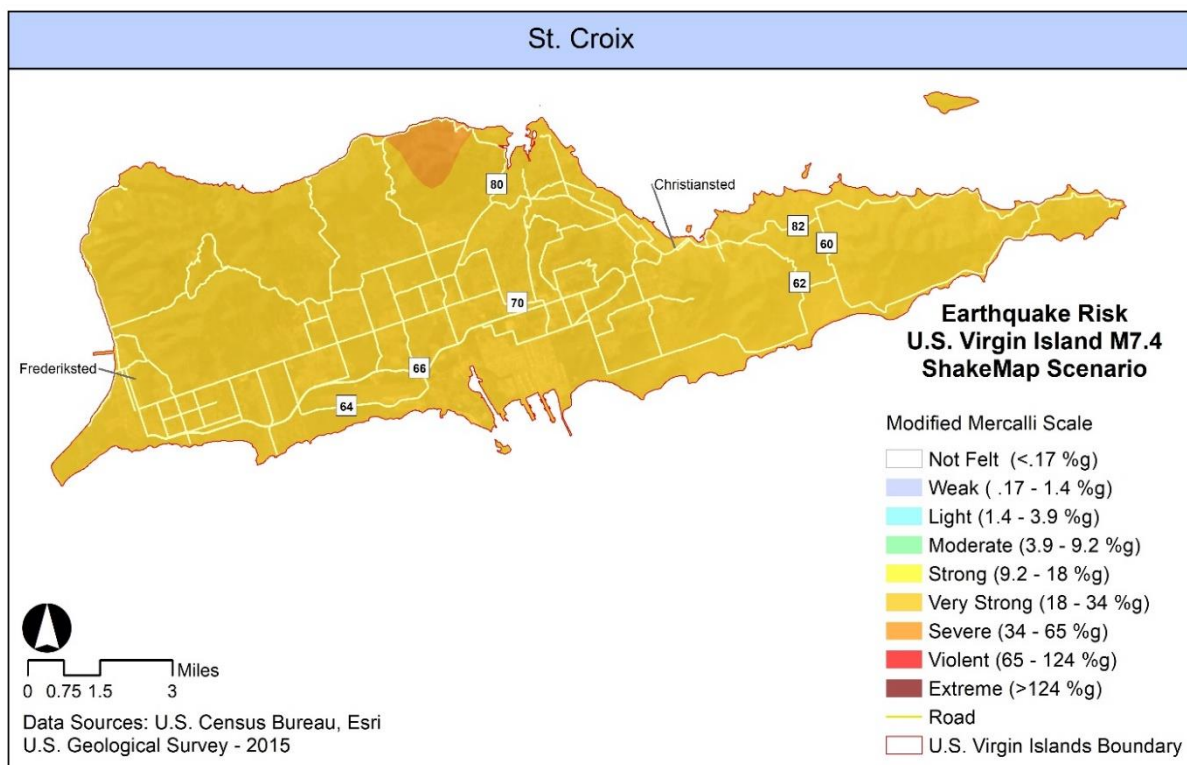 St. Croix
Christiansted
80
82
60
62
70
Frederiksted
66
64
Earthquake Risk
U.S. Virgin Island M7.4
ShakeMap Scenario
Modified Mercalli Scale
Not Felt (<.17 %g)
Weak ( .17 - 1.4 %g)
Light (1.4 - 3.9 %g)
Moderate (3.9 - 9.2 %g)
Strong (9.2 - 18 %g)
Very Strong (18 - 34 %g)
Severe (34 - 65 %g)
Violent (65 - 124 %g)
Extreme (>124 %g)
Road
U.S. Virgin Islands Boundary
Miles
0 0.75 1.5 3
Data Sources: U.S. Census Bureau, Esri
U.S. Geological Survey - 2015